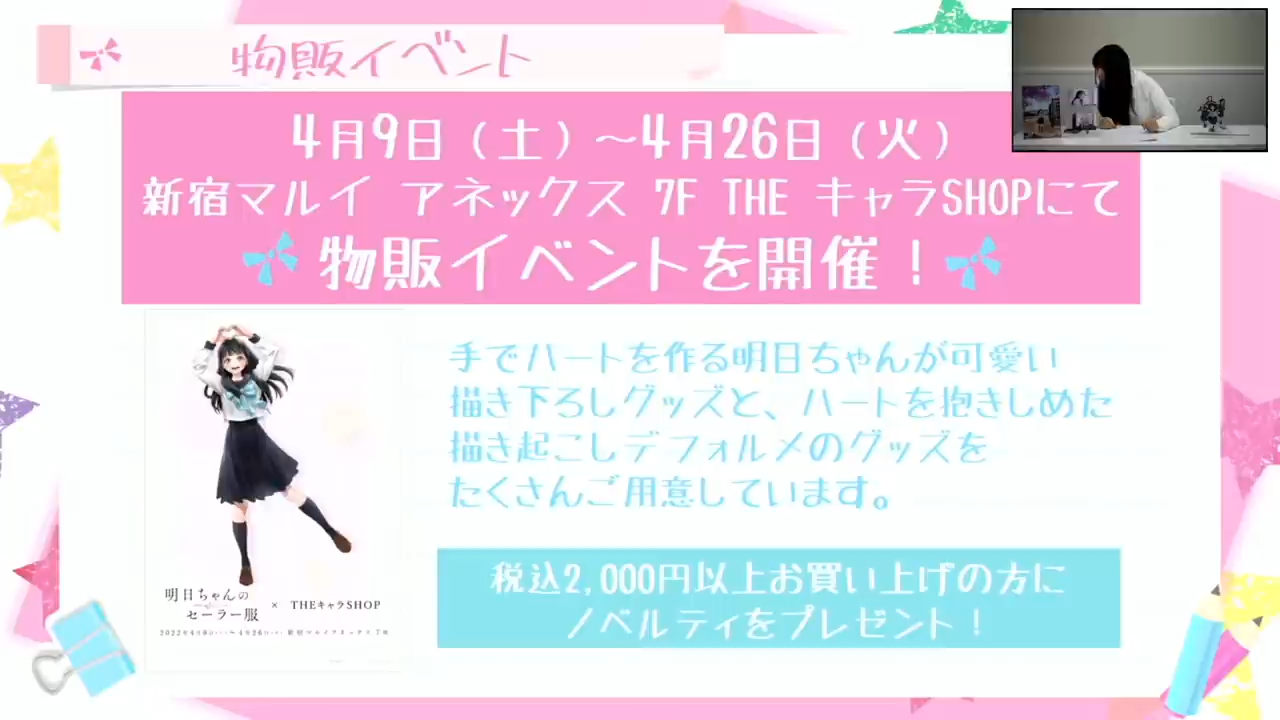 物販イベント
4月9日（土）～4月26日（火）
新宿マルイ アネックス 7F THE キャラSHOPにて
物販イベントを開催！
手でハートを作る明日ちゃんが可愛い
描き下ろしグッズと、ハートを抱きしめた
描き起こしデフォルメのグッズを
たくさんご用意しています。
明日ちゃんの
セーラー服 × THEキャラSHOP
税込2,000円以上お買い上げの方に
ノベルティをプレゼント！